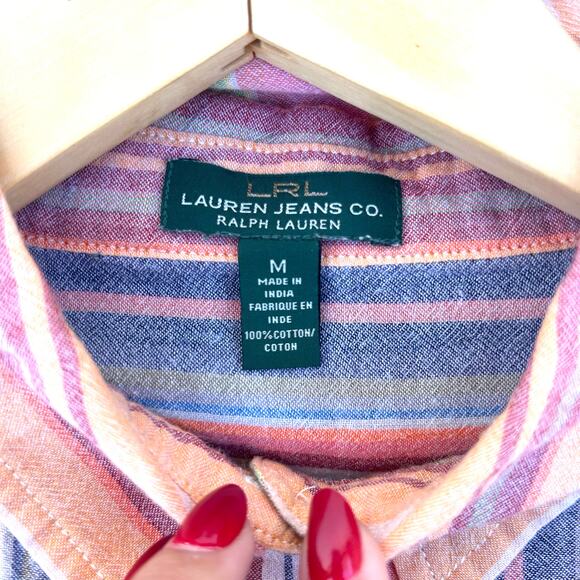 LRL
LAUREN JEANS CO.
RALPH LAUREN
M
MADE IN
INDIA
FABRIQUE EN
INDE
100%COTTON/
COTON